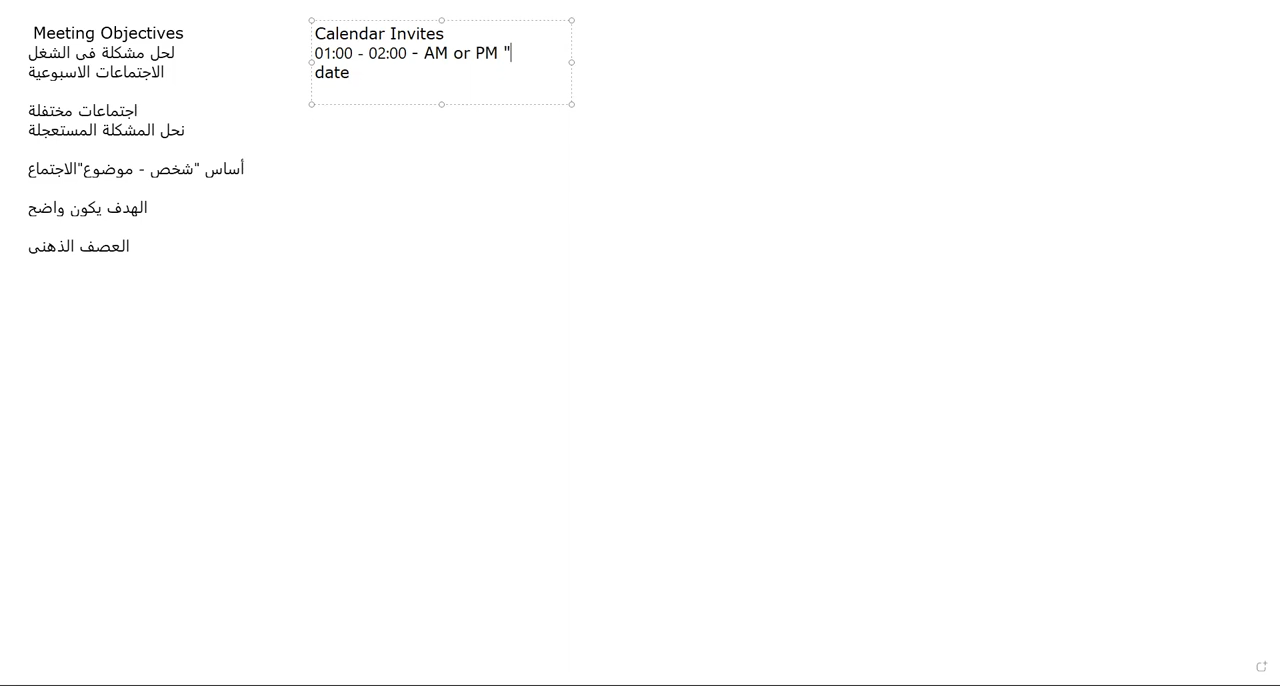 Meeting Objectives
لحل مشكلة فى الشغل
الاجتماعات الاسبوعية
اجتماعات مختفلة
نحل المشكلة المستعجلة
أساس "شخص - موضوع"الاجتماع
الهدف يكون واضح
العصف الذهنى
Calendar Invites
01:00 - 02:00 - AM or PM "
date